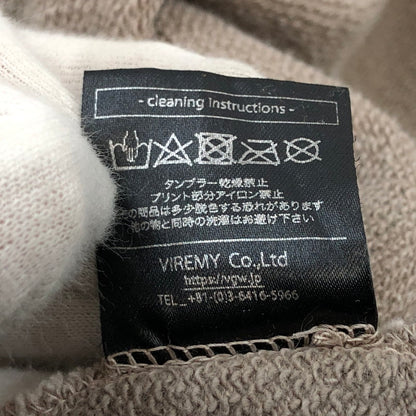 - cleaning instructions -
タンブラー乾燥禁止
プリント部分アイロン禁止
の商品は多少脱色する恐れがあります
他の物と同時の洗濯はお避け下さい
VIREMY Co.,Ltd
https://vgw.jp
TEL_ +81-(0)3-6416-5966